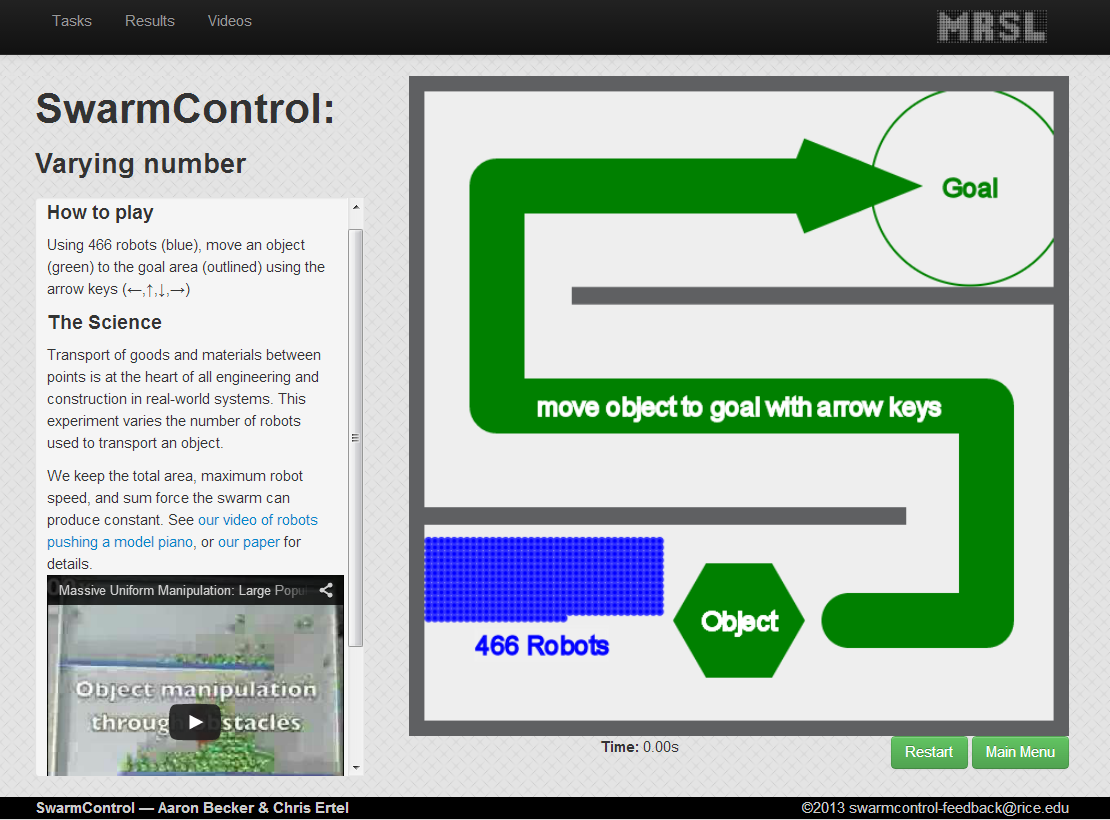 Tasks Results Videos
MRSL
SwarmControl:
Varying number
How to play
Using 466 robots (blue), move an object
(green) to the goal area (outlined) using the
arrow keys (←,↑,↓,→)
The Science
Transport of goods and materials between
points is at the heart of all engineering and
construction in real-world systems. This
experiment varies the number of robots
used to transport an object.
We keep the total area, maximum robot
speed, and sum force the swarm can
produce constant. See our video of robots
pushing a model piano, or our paper for
details.
Massive Uniform Manipulation: Large Popu
Object manipulation
through obstacles
Goal
move object to goal with arrow keys
466 Robots
Object
Time: 0.00s
Restart
Main Menu
SwarmControl — Aaron Becker & Chris Ertel
©2013 swarmcontrol-feedback@rice.edu